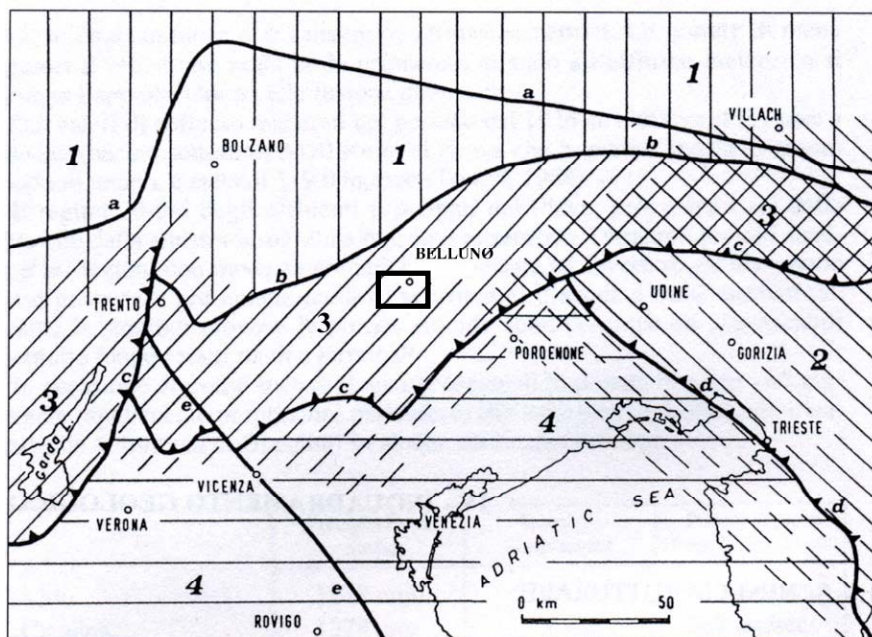 1
VILLACH
a
BOLZANO
1
1
b
a
3
BELLUNO
c
b
TRENTO
UDINE
3
PORDENONE
GORIZIA
2
3
c
e
c
d
4
Garda L.
TRIESTE
VICENZA
VERONA
VENEZIA
ADRIATIC SEA
d
4
e
0 km 50
ROVIGO